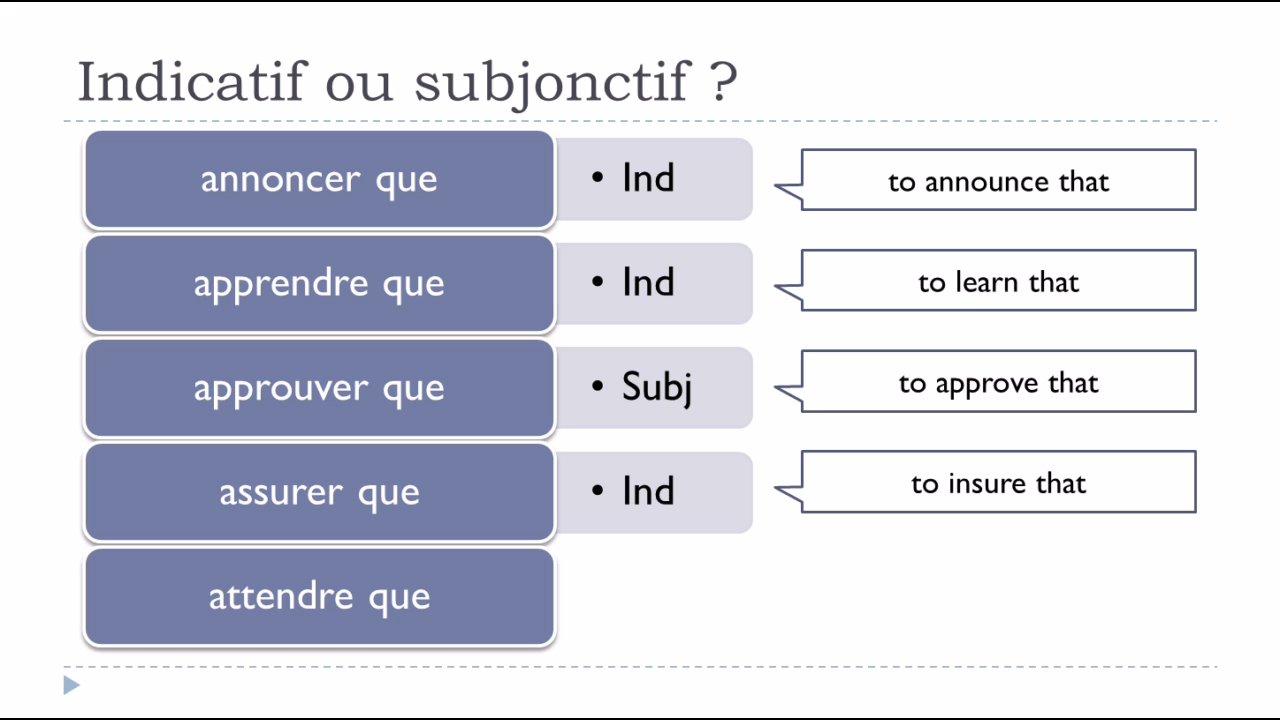 Indicatif ou subjonctif ?
annoncer que
• Ind
to announce that
apprendre que
• Ind
to learn that
approuver que
• Subj
to approve that
assurer que
• Ind
to insure that
attendre que